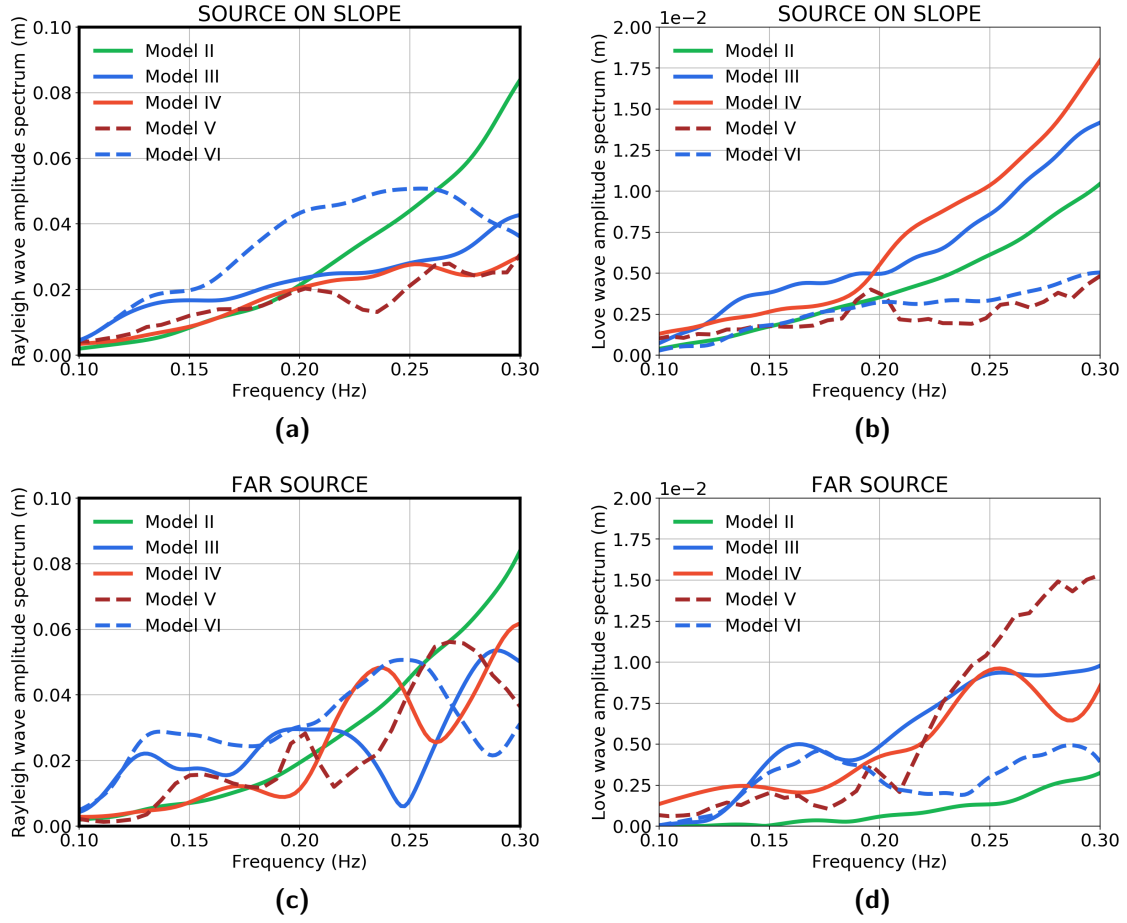 SOURCE ON SLOPE
Rayleigh wave amplitude spectrum (m)
0.10
0.08
0.06
0.04
0.02
0.00
Model II
Model III
Model IV
Model V
Model VI
0.10 0.15 0.20 0.25 0.30
Frequency (Hz)
(a)
SOURCE ON SLOPE
1e−2
Love wave amplitude spectrum (m)
2.00
1.75
1.50
1.25
1.00
0.75
0.50
0.25
0.00
Model II
Model III
Model IV
Model V
Model VI
0.10 0.15 0.20 0.25 0.30
Frequency (Hz)
(b)
FAR SOURCE
Rayleigh wave amplitude spectrum (m)
0.10
0.08
0.06
0.04
0.02
0.00
Model II
Model III
Model IV
Model V
Model VI
0.10 0.15 0.20 0.25 0.30
Frequency (Hz)
(c)
FAR SOURCE
1e−2
Love wave amplitude spectrum (m)
2.00
1.75
1.50
1.25
1.00
0.75
0.50
0.25
0.00
Model II
Model III
Model IV
Model V
Model VI
0.10 0.15 0.20 0.25 0.30
Frequency (Hz)
(d)